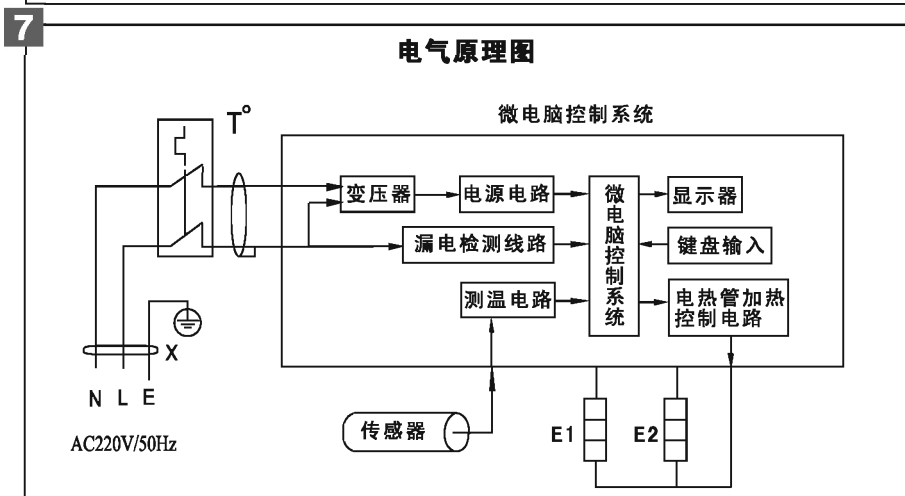 7
电气原理图
T°
微电脑控制系统
变压器
电源电路
微电脑控制系统
显示器
漏电检测线路
键盘输入
测温电路
电热管加热
控制电路
X
N L E
AC220V/50Hz
传感器
E1
E2